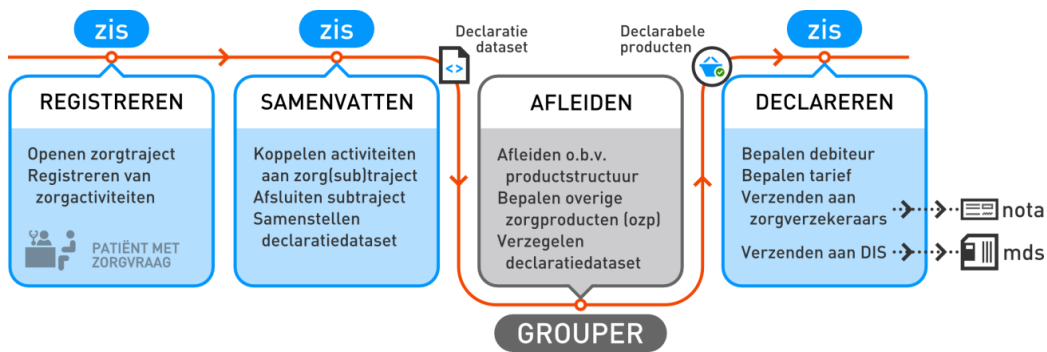 zis
REGISTREREN
Openen zorgtraject
Registreren van
zorgactiviteiten
PATIËNT MET
ZORGVRAAG
zis
SAMENVATTEN
Koppelen activiteiten
aan zorg(sub)traject
Afsluiten subtraject
Samenstellen
declaratiedataset
Declaratie
dataset
<>
AFLEIDEN
Afleiden o.b.v.
productstructuur
Bepalen overige
zorgproducten (ozp)
Verzegelen
declaratiedataset
GROUPER
Declarabele
producten
zis
DECLAREREN
Bepalen debiteur
Bepalen tarief
Verzenden aan
zorgverzekeraars
nota
Verzenden aan DIS
mds